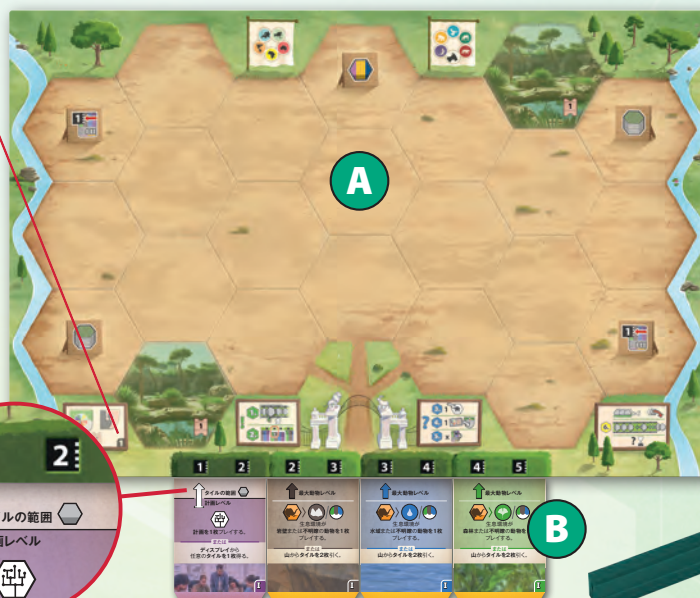 1
A
1
1
2
1 2 2 3 3 4 4 5
ルの範囲
画レベル
タイルの範囲
計画レベル
計画を1枚プレイする。
または
ディスプレイから
任意のタイルを1枚得る。
最大動物レベル
生息環境が
岩壁または不明瞭の動物を1枚
プレイする。
または
山からタイルを2枚引く。
最大動物レベル
生息環境が
水域または不明瞭の動物を1枚
プレイする。
または
山からタイルを2枚引く。
最大動物レベル
生息環境が
森林または不明瞭の動物を1枚
プレイする。
または
山からタイルを2枚引く。
B
I I I I